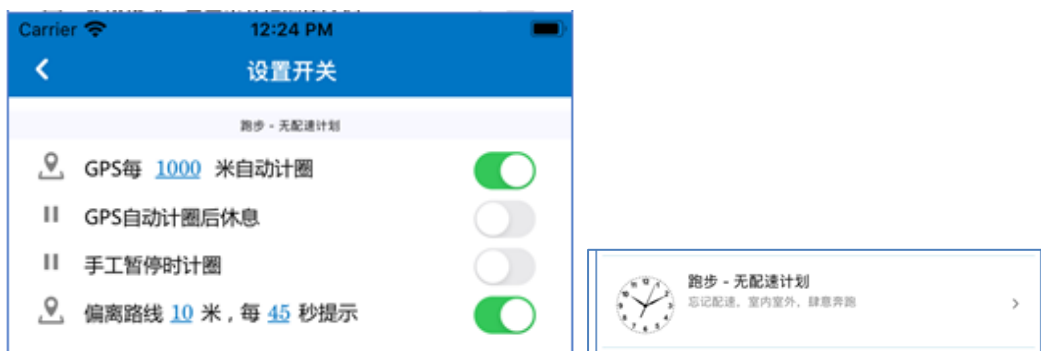 Carrier 12:24 PM
设置开关
跑步 - 无配速计划
GPS每 1000 米自动计圈
GPS自动计圈后休息
手工暂停时计圈
偏离路线 10 米，每 45 秒提示
跑步 - 无配速计划
忘记配速、室内室外、肆意奔跑